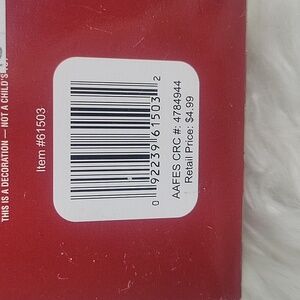 THIS IS A DECORATION — NOT A CHILD'S
Item #61503
0 92239 61503 2
AAFES CRC #: 4784944
Retail Price: $4.99